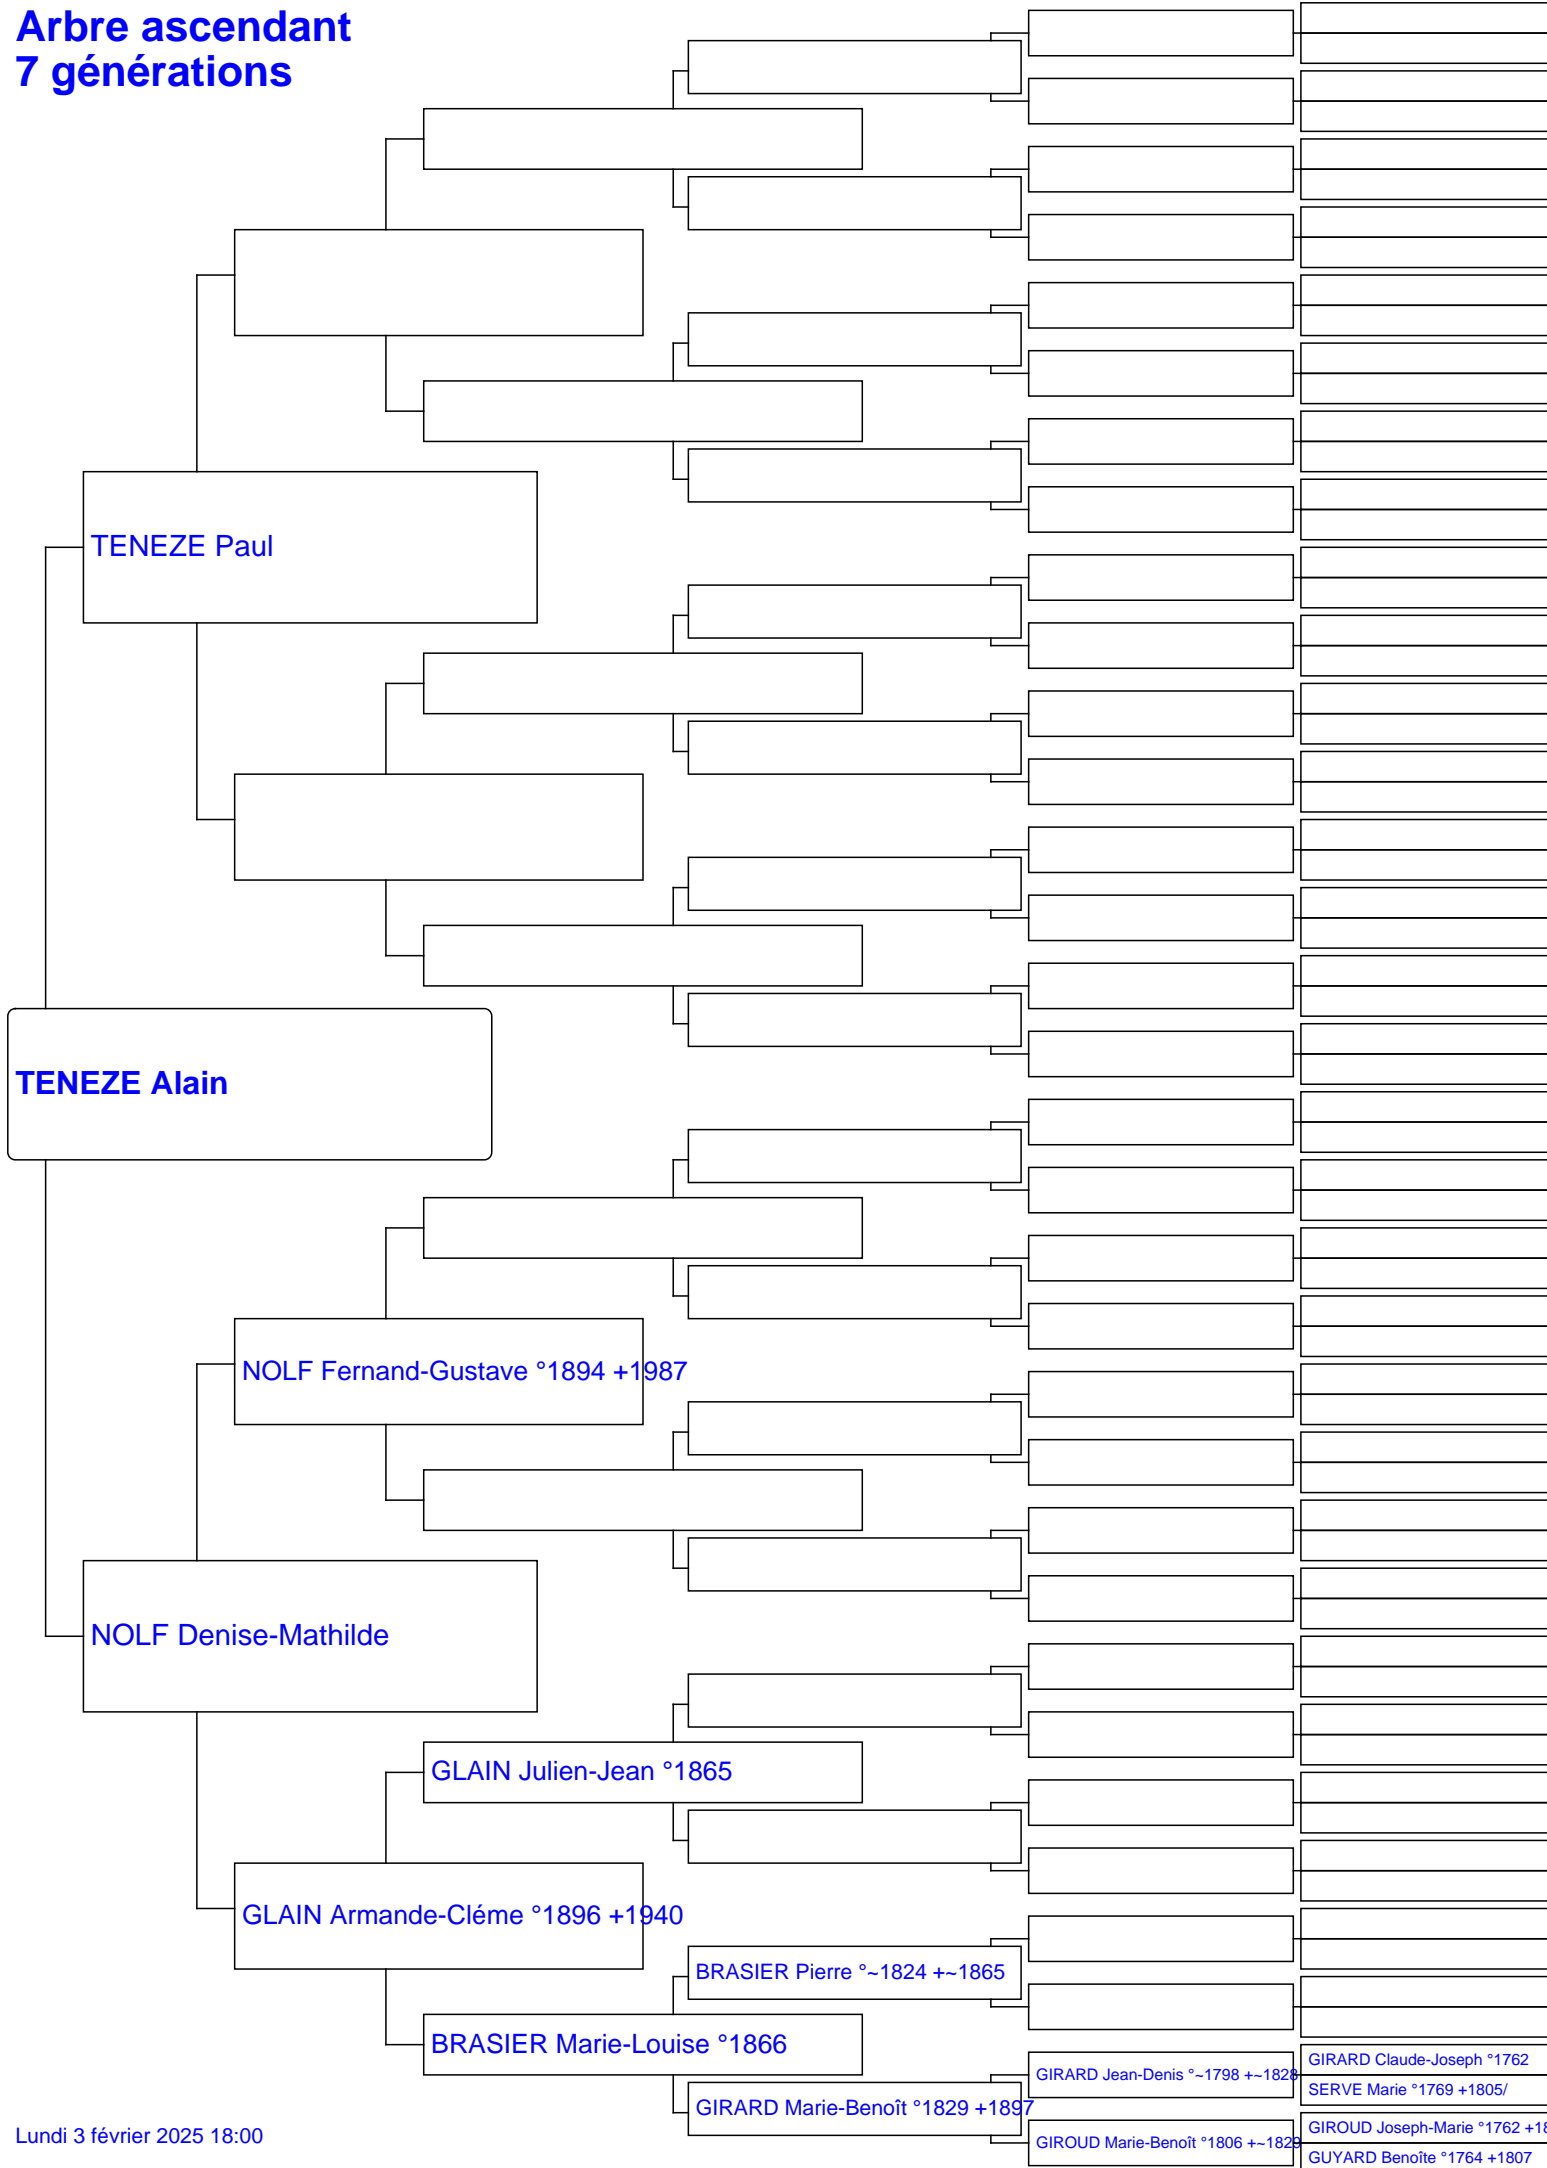 Arbre ascendant
7 générations
TENEZE Paul
TENEZE Alain
NOLF Fernand-Gustave °1894 +1987
NOLF Denise-Mathilde
GLAIN Julien-Jean °1865
GLAIN Armande-Cléme °1896 +1940
BRASIER Pierre °~1824 +~1865
BRASIER Marie-Louise °1866
GIRARD Jean-Denis °~1798 +~1828
GIRARD Claude-Joseph °1762
SERVE Marie °1769 +1805/
GIRARD Marie-Benoît °1829 +1897
GIROUD Marie-Benoît °1806 +~1829
GIROUD Joseph-Marie °1762 +18
GUYARD Benoîte °1764 +1807
Lundi 3 février 2025 18:00